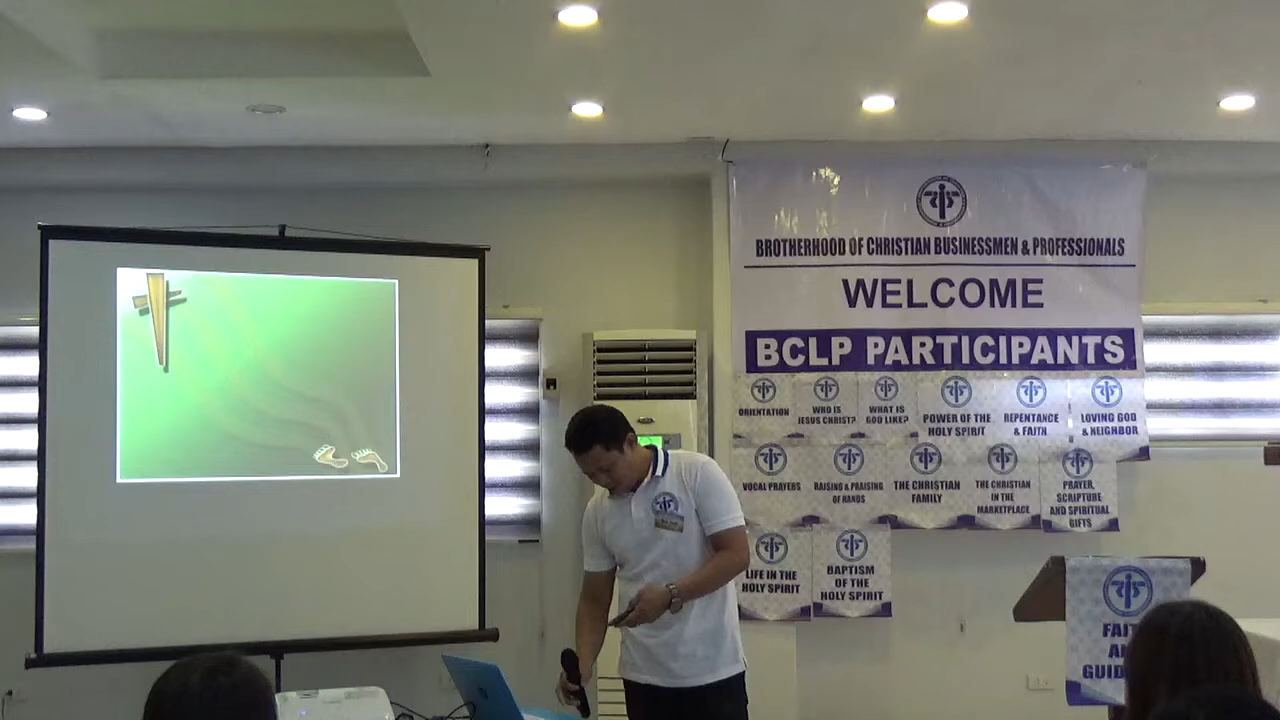 BROTHERHOOD OF CHRISTIAN BUSINESSMEN & PROFESSIONALS
WELCOME
BCLP PARTICIPANTS
ORIENTATION
WHO IS
JESUS CHRIST?
WHAT IS
GOD LIKE?
POWER OF THE
HOLY SPIRIT
REPENTANCE
& FAITH
LOVING GOD
& NEIGHBOR
VOCAL PRAYERS
RAISING & PRAISING
OF HANDS
THE CHRISTIAN
FAMILY
THE CHRISTIAN
IN THE
MARKETPLACE
PRAYER,
SCRIPTURE
AND SPIRITUAL
GIFTS
LIFE IN THE
HOLY SPIRIT
BAPTISM
OF THE
HOLY SPIRIT